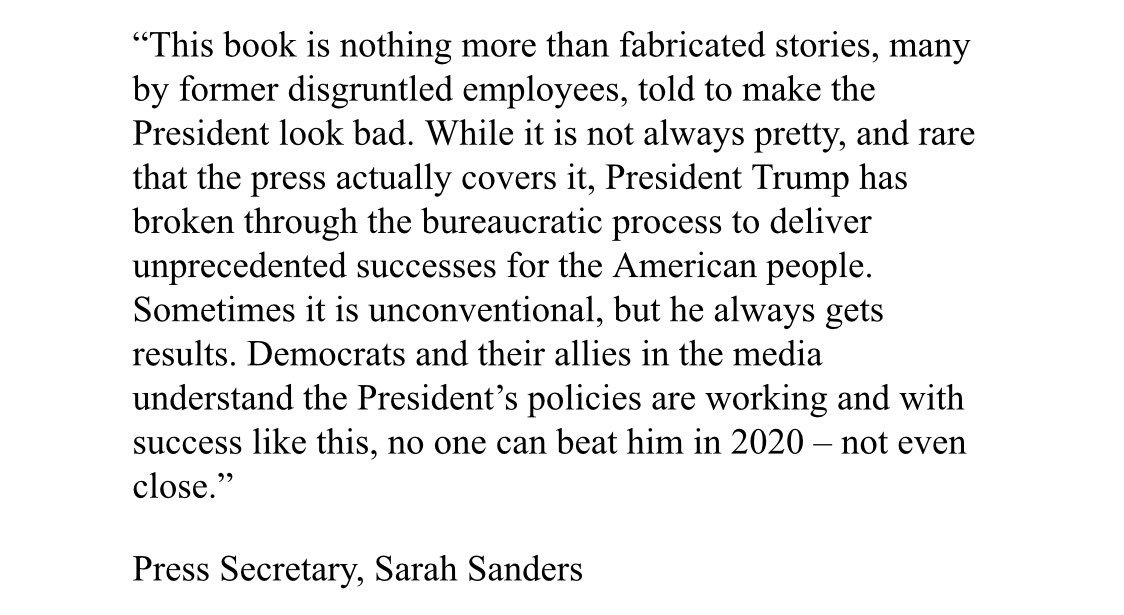 “This book is nothing more than fabricated stories, many
by former disgruntled employees, told to make the
President look bad. While it is not always pretty, and rare
that the press actually covers it, President Trump has
broken through the bureaucratic process to deliver
unprecedented successes for the American people.
Sometimes it is unconventional, but he always gets
results. Democrats and their allies in the media
understand the President’s policies are working and with
success like this, no one can beat him in 2020 – not even
close.”
Press Secretary, Sarah Sanders